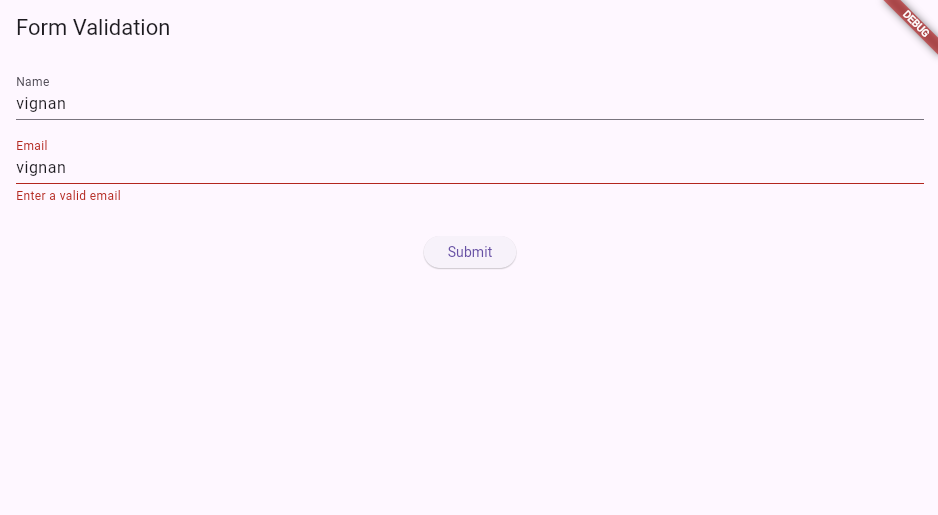 Form Validation
DEBUG
Name
vignan
Email
vignan
Enter a valid email
Submit